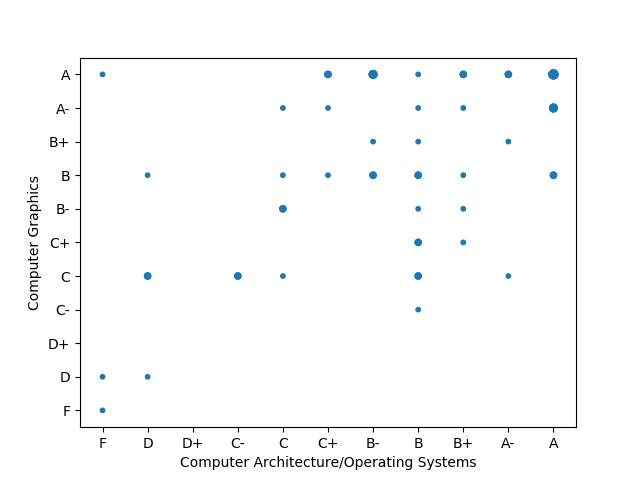 Computer Graphics
A
A-
B+
B
B-
C+
C
C-
D+
D
F
F D D+ C- C C+ B- B B+ A- A
Computer Architecture/Operating Systems